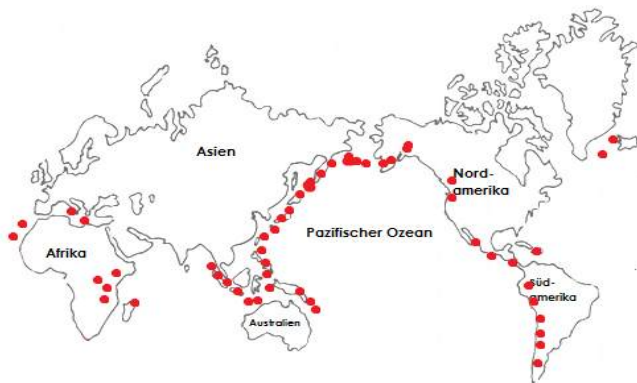 Asien
Nord-
amerika
Pazifischer Ozean
Afrika
Süd-
amerika
Australien